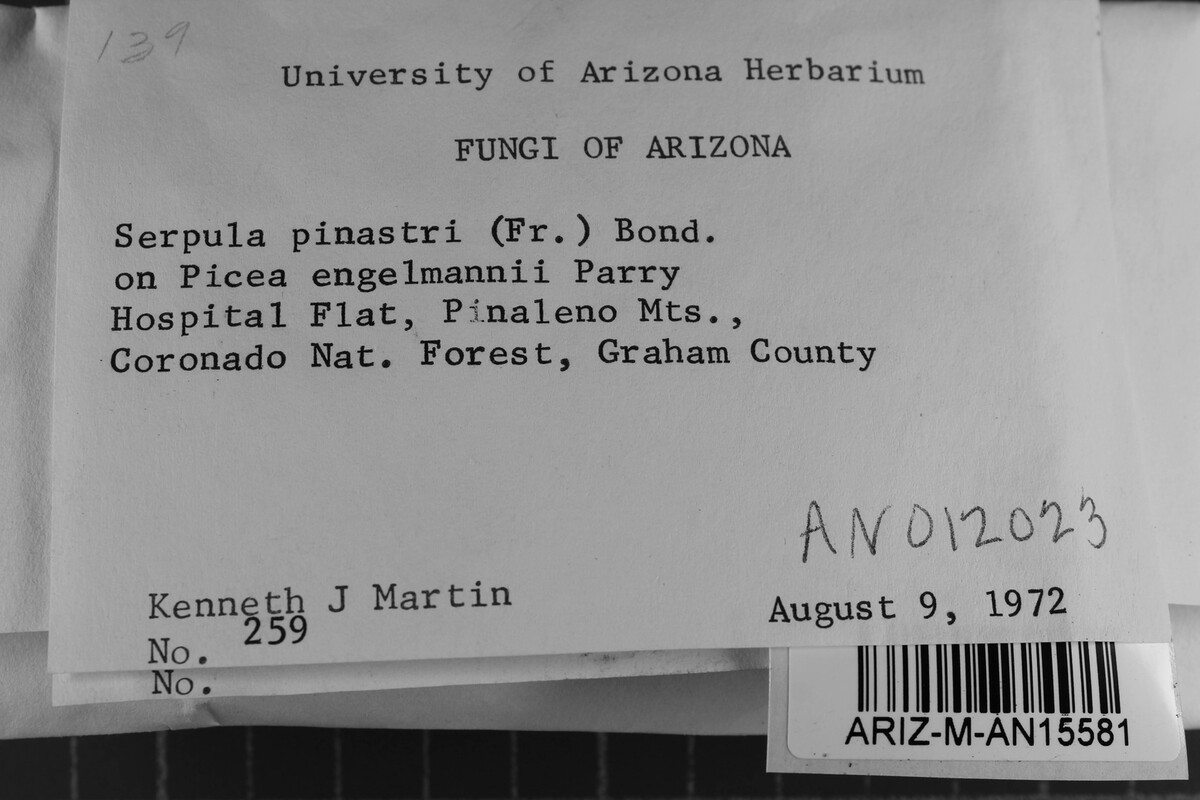 139
University of Arizona Herbarium
FUNGI OF ARIZONA
Serpula pinastri (Fr.) Bond.
on Picea engelmannii Parry
Hospital Flat, Pinaleno Mts.,
Coronado Nat. Forest, Graham County
AN012023
Kenneth J Martin
August 9, 1972
No. 259
No.
ARIZ-M-AN15581